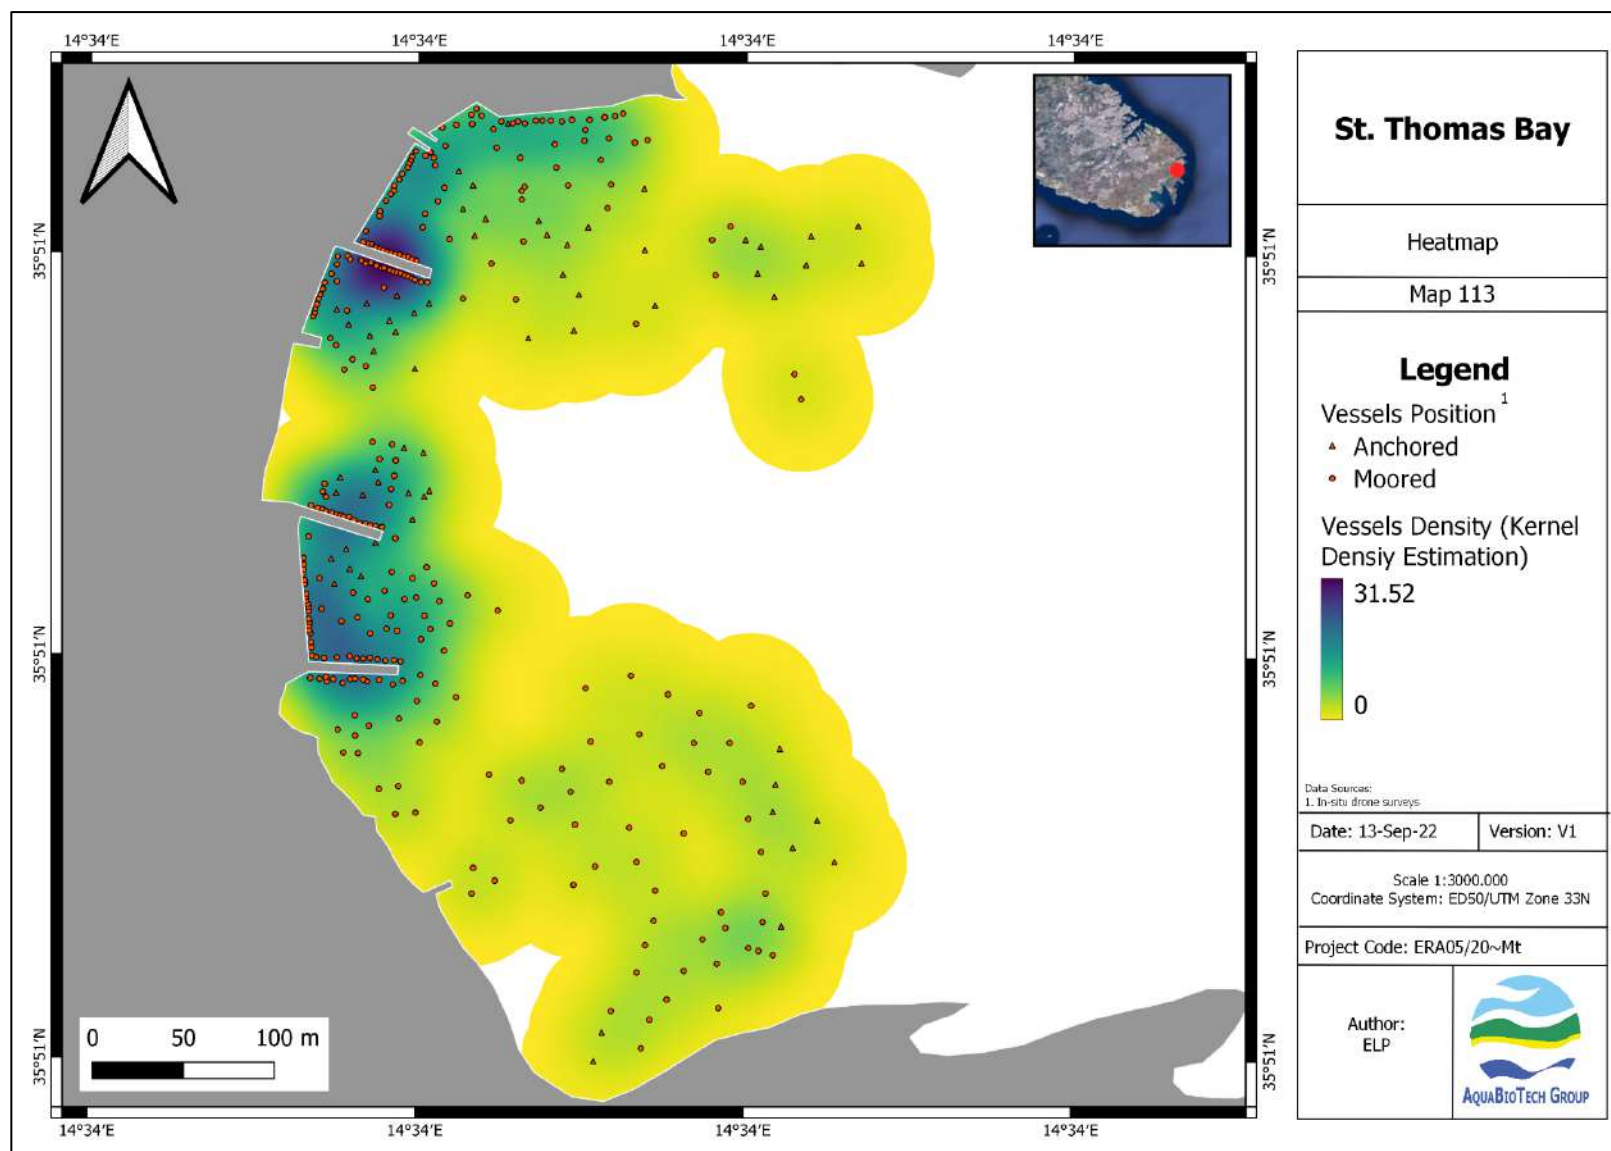 14°34′E 14°34′E 14°34′E 14°34′E
35°51′N 35°51′N
35°51′N 35°51′N
35°51′N 35°51′N
0 50 100 m
14°34′E 14°34′E 14°34′E 14°34′E
St. Thomas Bay
Heatmap
Map 113
Legend
Vessels Position 1
Anchored
Moored
Vessels Density (Kernel
Densiy Estimation)
31.52
0
Data Sources:
1. In-situ drone surveys
Date: 13-Sep-22 Version: V1
Scale 1:3000.000
Coordinate System: ED50/UTM Zone 33N
Project Code: ERA05/20~Mt
Author:
ELP
AQUABIOTECH GROUP